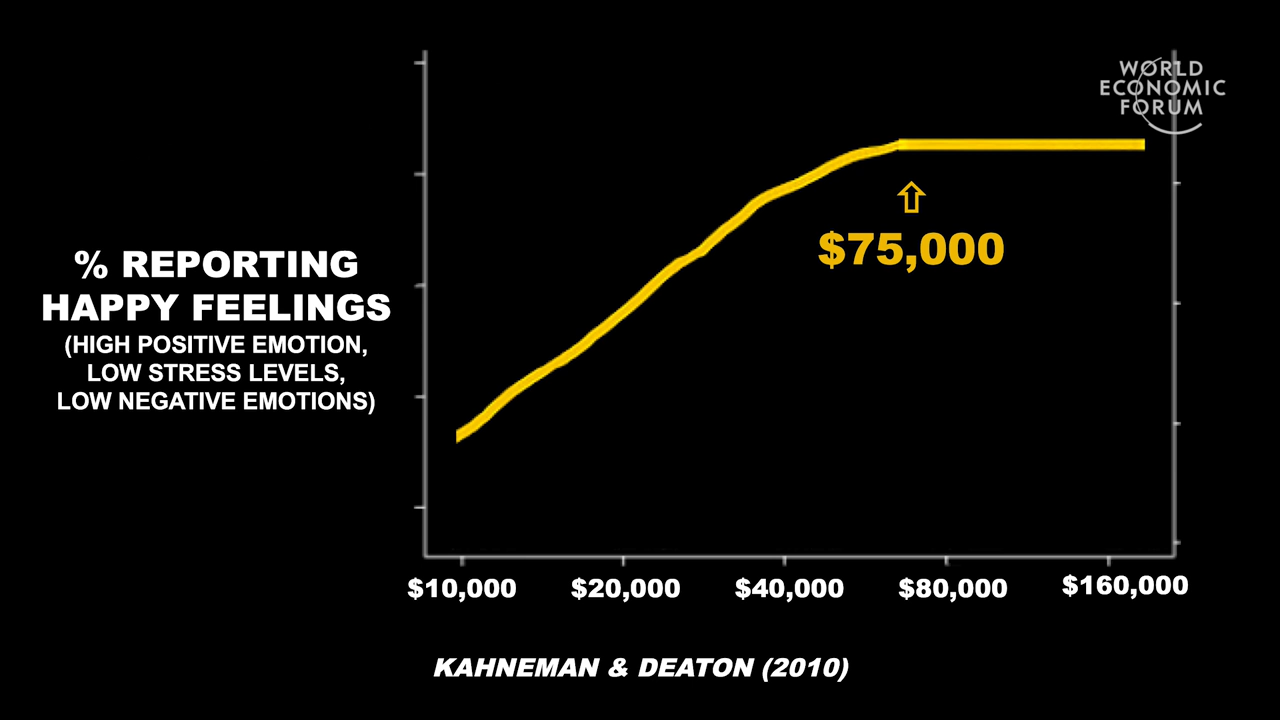 WORLD
ECONOMIC
FORUM
$75,000
% REPORTING
HAPPY FEELINGS
(HIGH POSITIVE EMOTION,
LOW STRESS LEVELS,
LOW NEGATIVE EMOTIONS)
$10,000 $20,000 $40,000 $80,000 $160,000
KAHNEMAN & DEATON (2010)